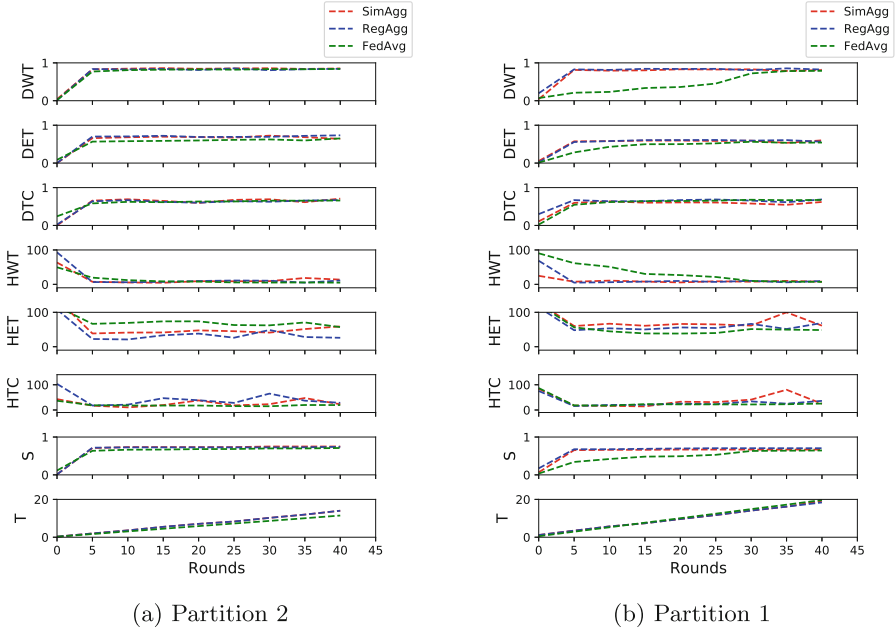 SimAgg
RegAgg
FedAvg
DWT
1
0
DET
1
0
DTC
1
0
HWT
100
0
HET
100
0
HTC
100
0
S
1
0
T
20
0
0 5 10 15 20 25 30 35 40 45
Rounds
(a) Partition 2
SimAgg
RegAgg
FedAvg
DWT
1
0
DET
1
0
DTC
1
0
HWT
100
0
HET
100
0
HTC
100
0
S
1
0
T
20
0
0 5 10 15 20 25 30 35 40 45
Rounds
(b) Partition 1